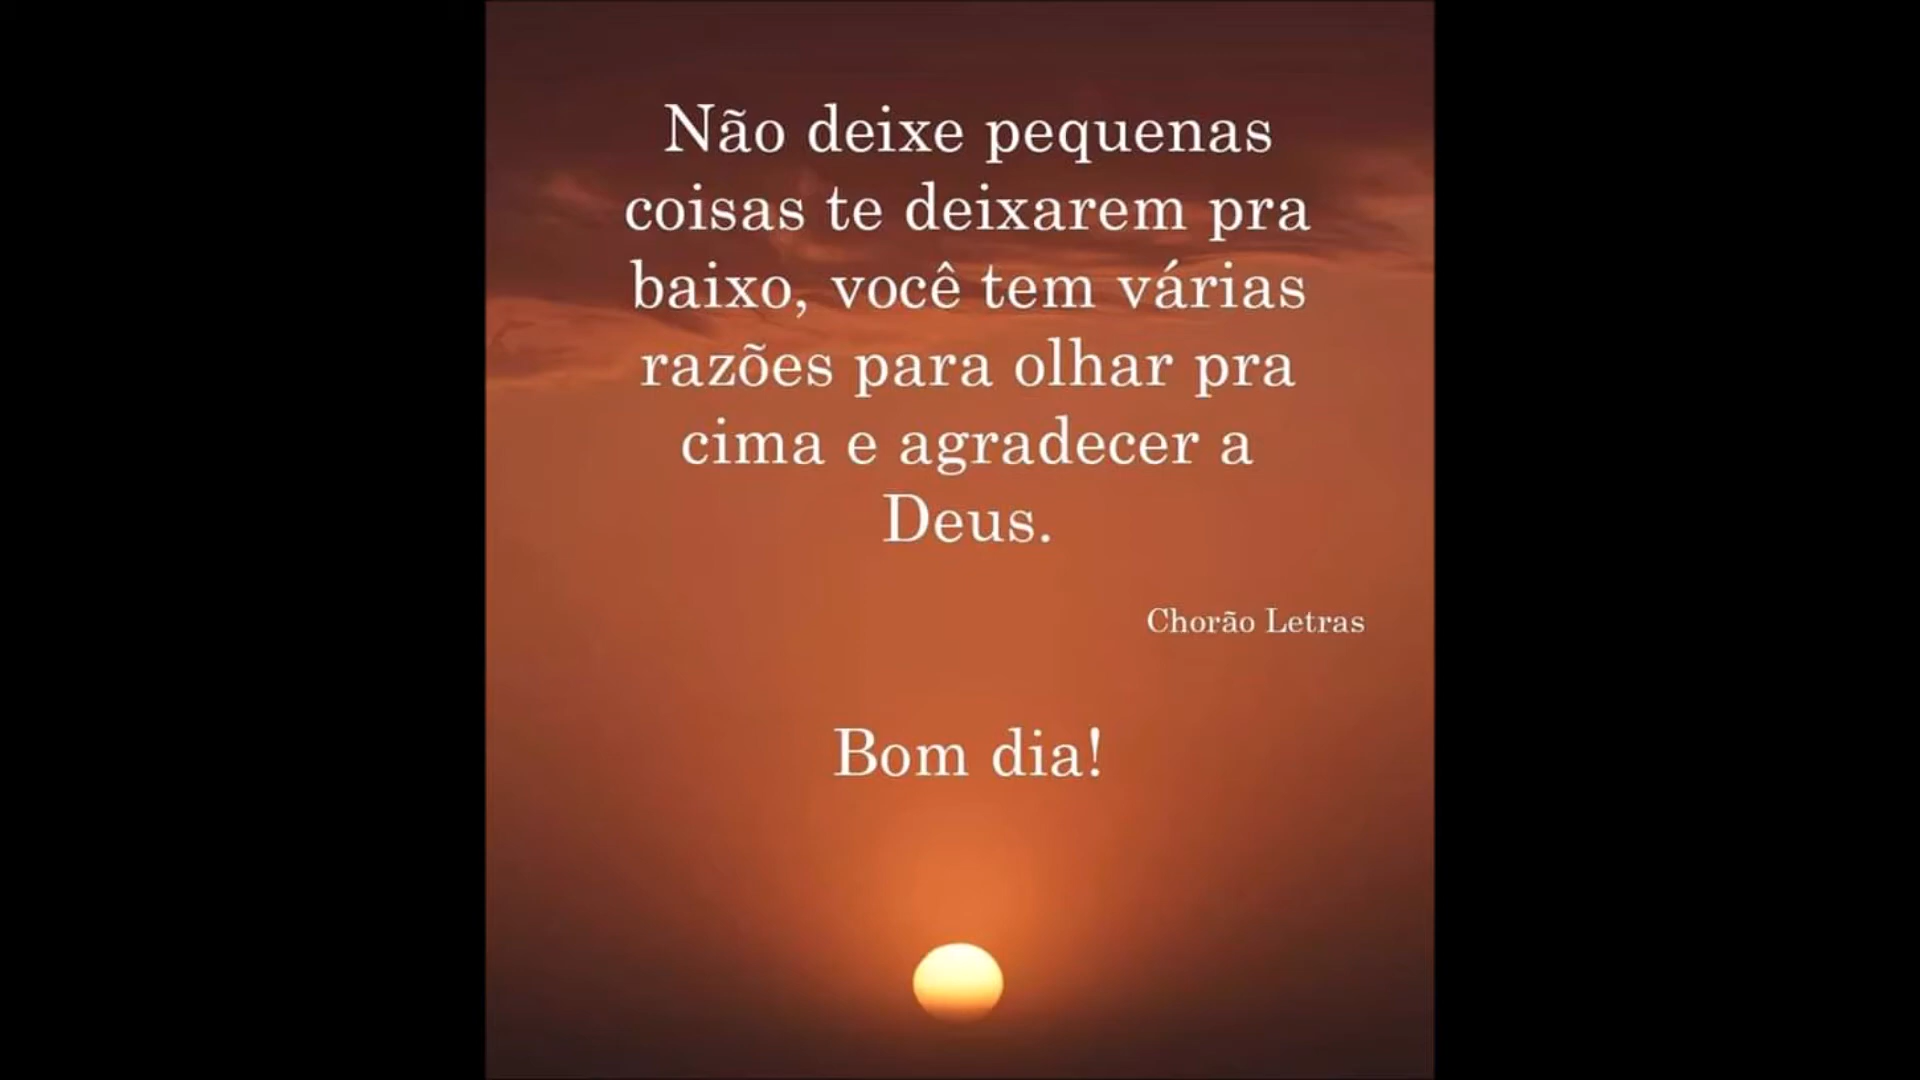 Não deixe pequenas
coisas te deixarem pra
baixo, você tem várias
razões para olhar pra
cima e agradecer a
Deus.
Chorão Letras
Bom dia!